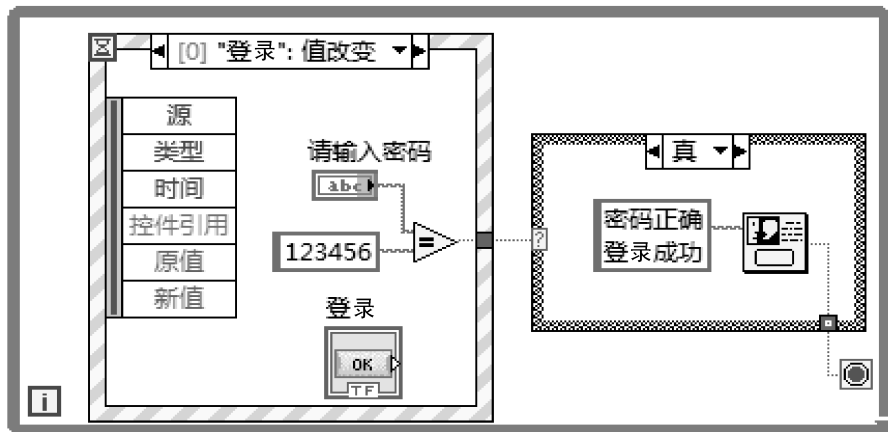 [0] "登录": 值改变
源
类型
时间
控件引用
原值
新值
请输入密码
abc
123456
=
登录
OK
TF
真
?
密码正确
登录成功
i